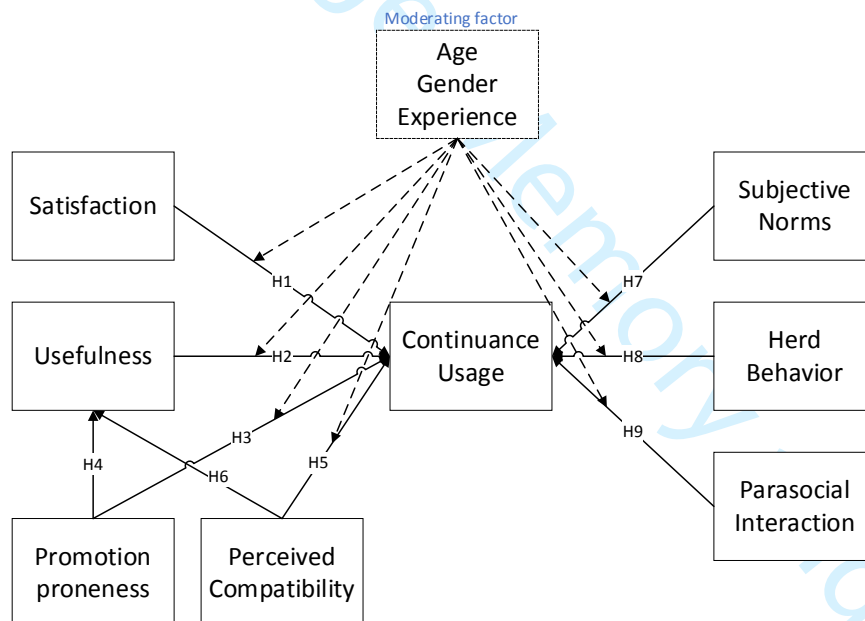 Moderating factor
Age
Gender
Experience
Satisfaction
Subjective
Norms
H1
H7
Usefulness
H2
Continuance
Usage
H8
Herd
Behavior
H3
H9
H4
H6
H5
Promotion
proneness
Perceived
Compatibility
Parasocial
Interaction